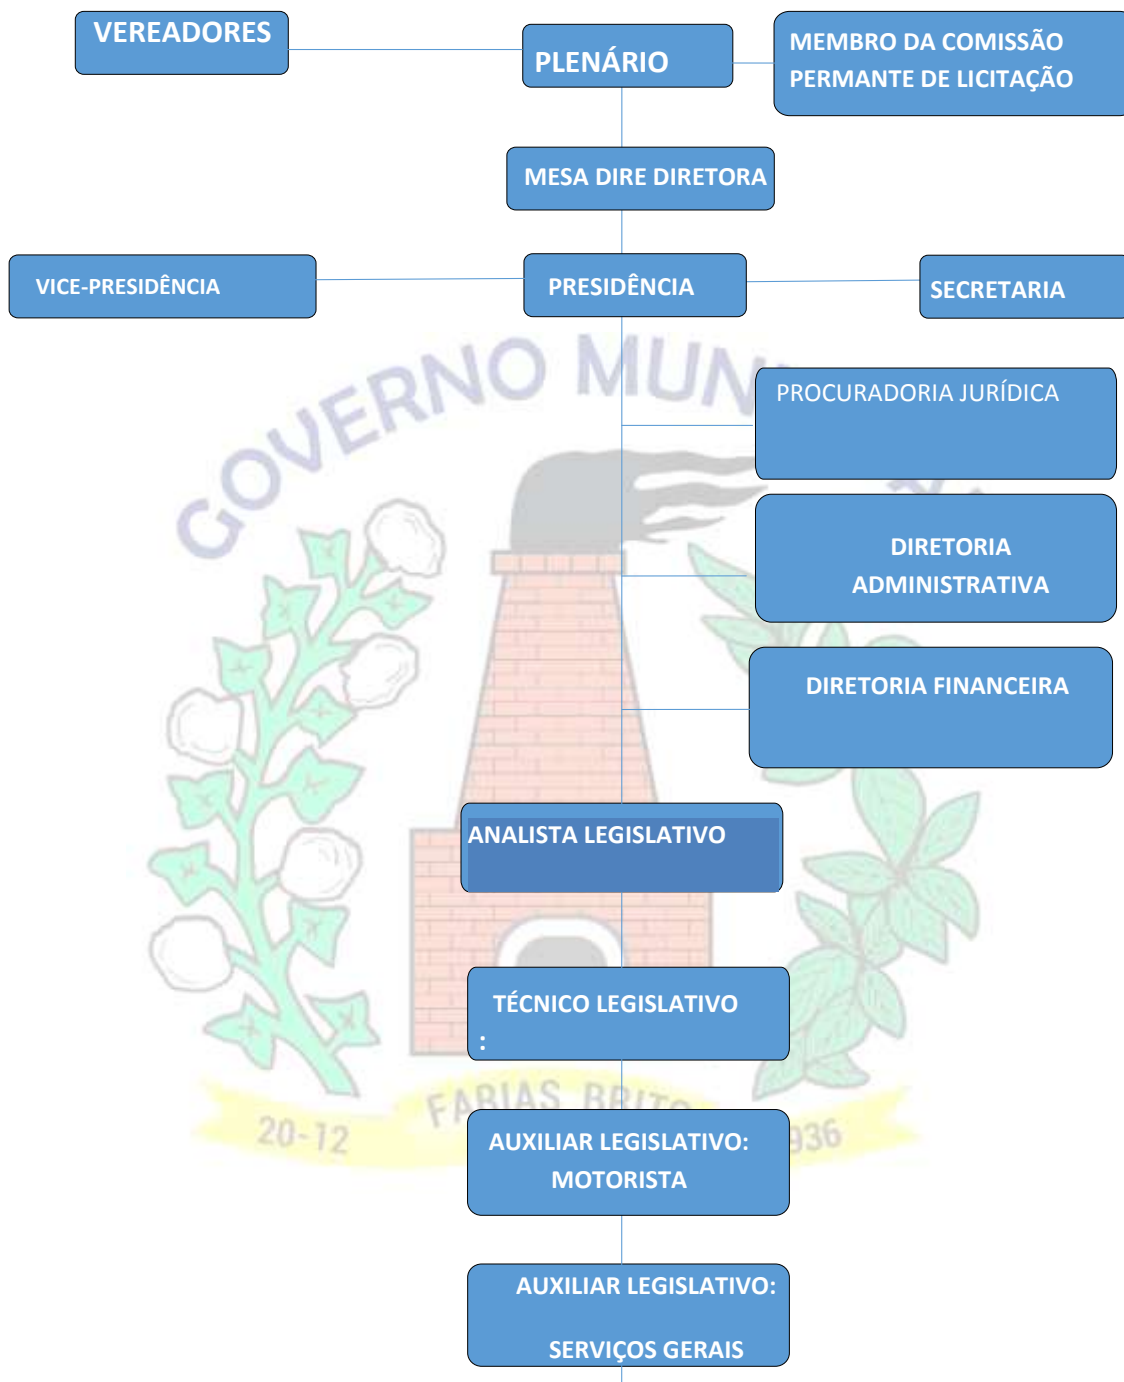 VEREADORES
PLENÁRIO
MEMBRO DA COMISSÃO
PERMANTE DE LICITAÇÃO
MESA DIRE DIRETORA
VICE-PRESIDÊNCIA
PRESIDÊNCIA
SECRETARIA
GOVERNO MUN
PROCURADORIA JURÍDICA
DIRETORIA
ADMINISTRATIVA
DIRETORIA FINANCEIRA
ANALISTA LEGISLATIVO
TÉCNICO LEGISLATIVO
:
FARIAS BRITO
20-12
936
AUXILIAR LEGISLATIVO:
MOTORISTA
AUXILIAR LEGISLATIVO:
SERVIÇOS GERAIS